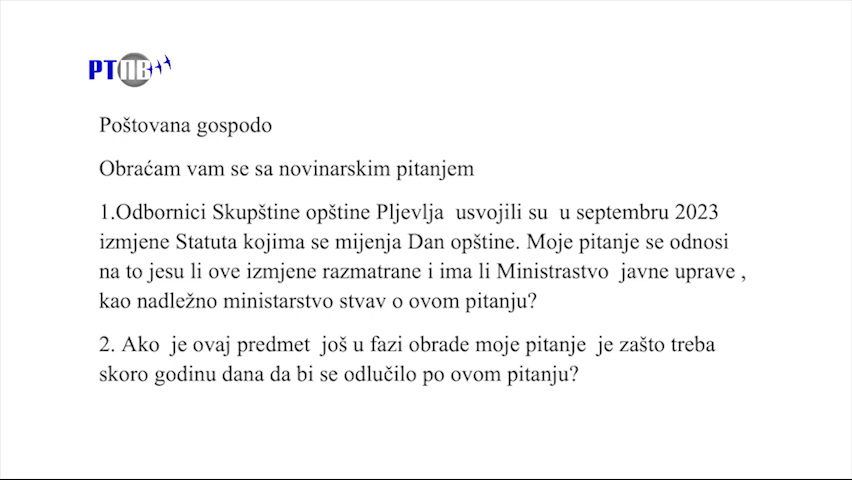 РТПВ
Poštovana gospodo
Obraćam vam se sa novinarskim pitanjem
1.Odbornici Skupštine opštine Pljevlja usvojili su u septembru 2023
izmjene Statuta kojima se mijenja Dan opštine. Moje pitanje se odnosi
na to jesu li ove izmjene razmatrane i ima li Ministrastvo javne uprave ,
kao nadležno ministarstvo stvav o ovom pitanju?
2. Ako je ovaj predmet još u fazi obrade moje pitanje je zašto treba
skoro godinu dana da bi se odlučilo po ovom pitanju?